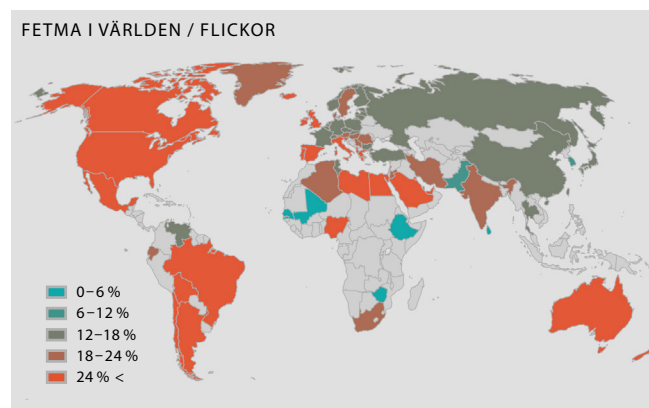 FETMA I VÄRLDEN / FLICKOR
0–6 %
6–12 %
12–18 %
18–24 %
24 % <